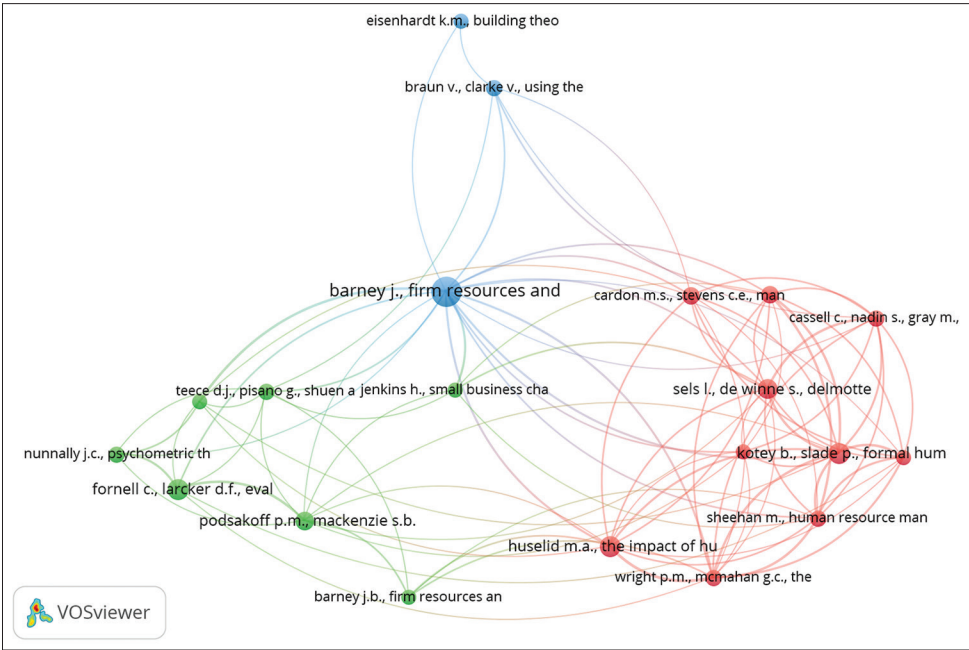 eisenhardt k.m., building theo
braun v., clarke v., using the
barney j., firm resources and
cardon m.s., stevens c.e., man
cassell c., nadin s., gray m.,
teece d.j., pisano g., shuen a
jenkins h., small business cha
sels l., de winne s., delmotte
nunnally j.c., psychometric th
kotey b., slade p., formal hum
fornell c., larcker d.f., eval
podsakoff p.m., mackenzie s.b.
sheehan m., human resource man
huselid m.a., the impact of hu
wright p.m., mcmahan g.c., the
barney j.b., firm resources an
VOSviewer